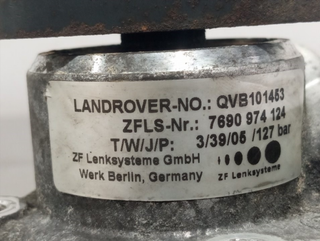 LANDROVER-NO.: QVB101453
ZFLS-Nr.: 7690 974 124
T/W/J/P: 3/39/05 /127 bar
ZF Lenksysteme GmbH
Werk Berlin, Germany
ZF Lenksysteme